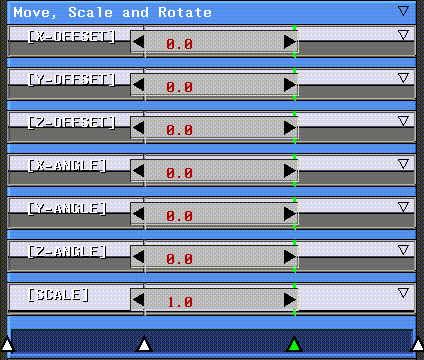 Move, Scale and Rotate
[X-OFFSET] 0.0
[Y-OFFSET] 0.0
[Z-OFFSET] 0.0
[X-ANGLE] 0.0
[Y-ANGLE] 0.0
[Z-ANGLE] 0.0
[SCALE] 1.0